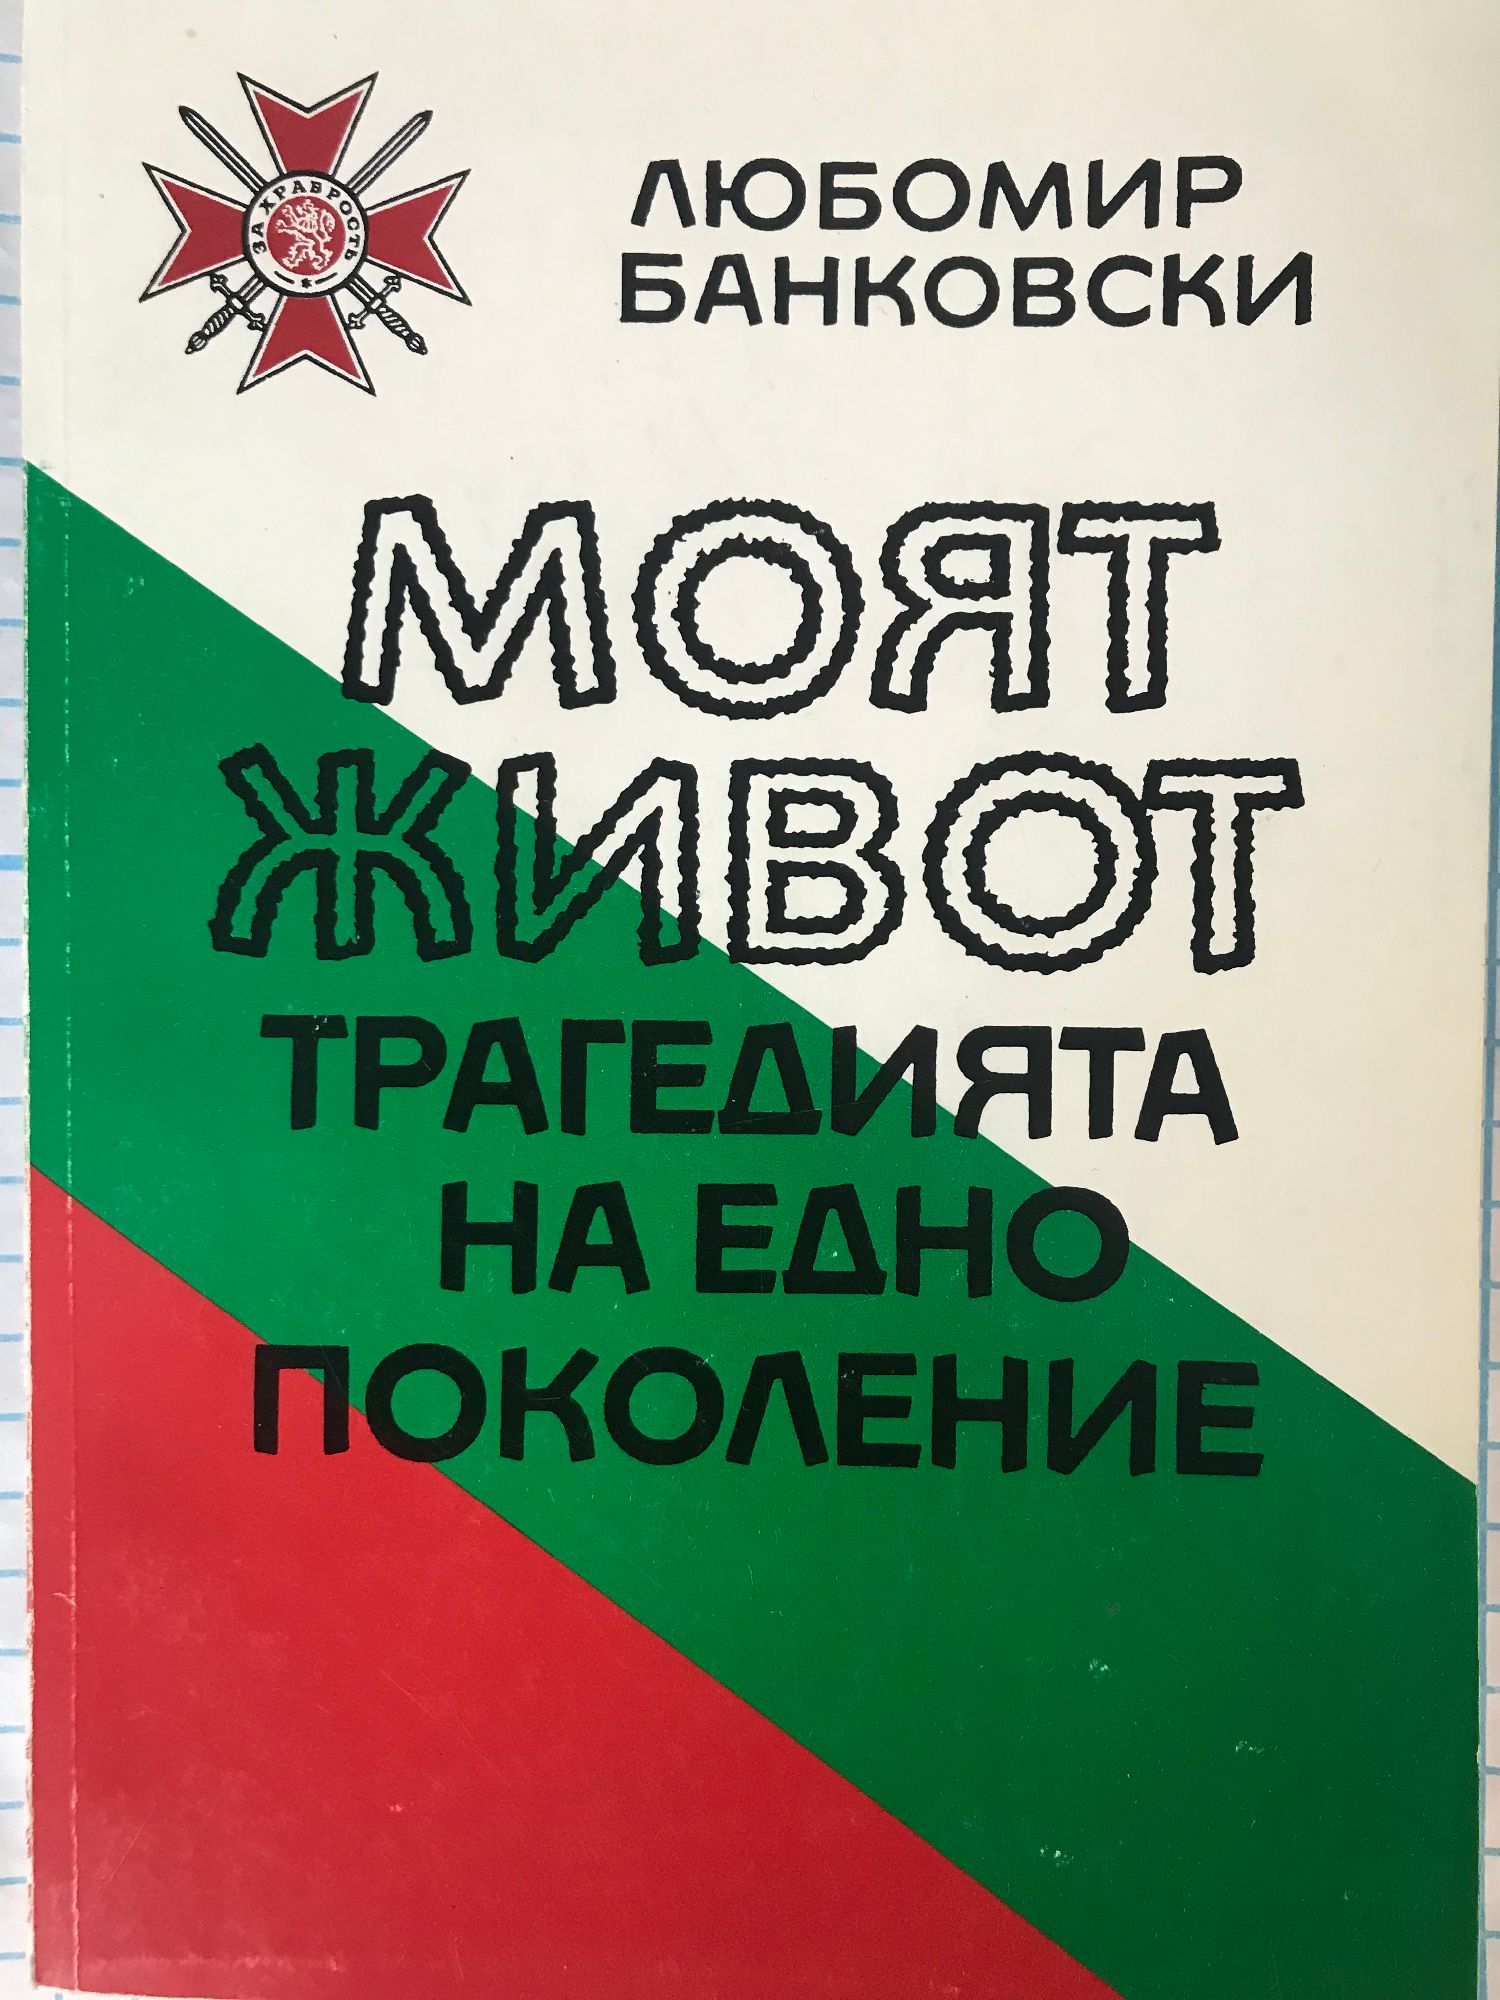 ЗА ХРАБРОСТЬ
ЛЮБОМИР
БАНКОВСКИ
МОЯТ
ЖИВОТ
ТРАГЕДИЯТА
НА ЕДНО
ПОКОЛЕНИЕ